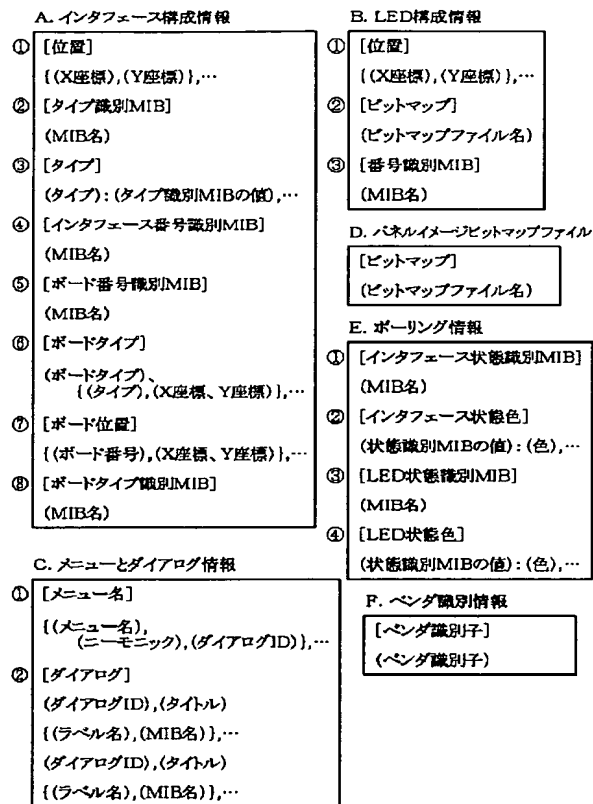 A. インタフェース構成情報
① [位置]
{(X座標),(Y座標)},…
② [タイプ識別MIB]
(MIB名)
③ [タイプ]
(タイプ):(タイプ識別MIBの値),…
④ [インタフェース番号識別MIB]
(MIB名)
⑤ [ボード番号識別MIB]
(MIB名)
⑥ [ボードタイプ]
(ボードタイプ)、
{(タイプ),(X座標、Y座標)},…
⑦ [ボード位置]
{(ボード番号),(X座標、Y座標)},…
⑧ [ボードタイプ識別MIB]
(MIB名)
B. LED構成情報
① [位置]
{(X座標),(Y座標)},…
② [ビットマップ]
(ビットマップファイル名)
③ [番号識別MIB]
(MIB名)
D. パネルイメージビットマップファイル
[ビットマップ]
(ビットマップファイル名)
E. ポーリング情報
① [インタフェース状態識別MIB]
(MIB名)
② [インタフェース状態色]
(状態識別MIBの値):(色),…
③ [LED状態識別MIB]
(MIB名)
④ [LED状態色]
(状態識別MIBの値):(色),…
C. メニューとダイアログ情報
① [メニュー名]
{(メニュー名),
(ニーモニック),(ダイアログID)},…
② [ダイアログ]
(ダイアログID),(タイトル)
{(ラベル名),(MIB名)},…
(ダイアログID),(タイトル)
{(ラベル名),(MIB名)},…
F. ベンダ識別情報
[ベンダ識別子]
(ベンダ識別子)